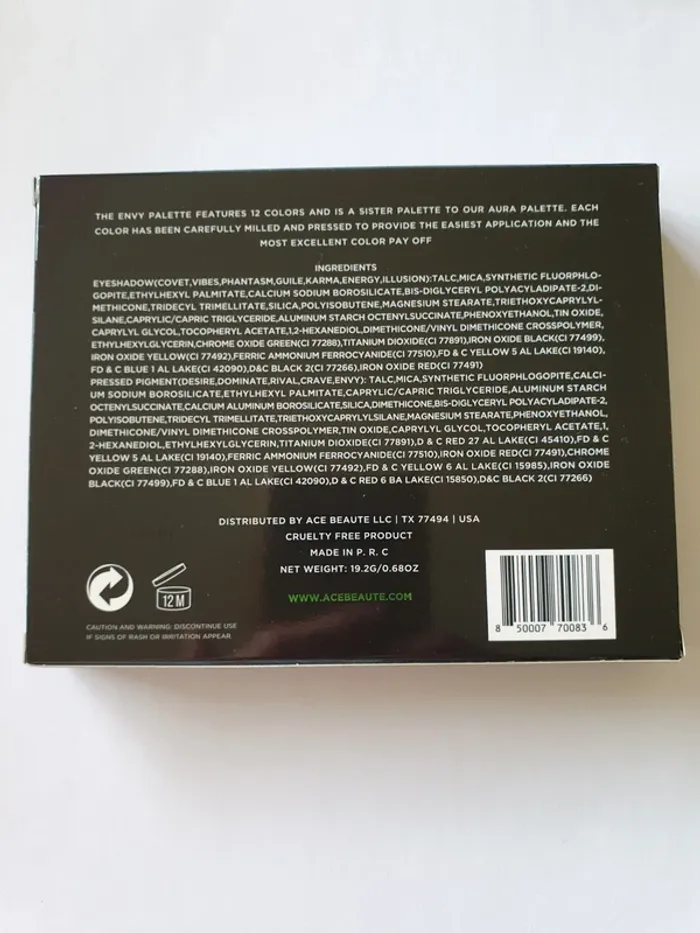 THE ENVY PALETTE FEATURES 12 COLORS AND IS A SISTER PALETTE TO OUR AURA PALETTE. EACH
COLOR HAS BEEN CAREFULLY MILLED AND PRESSED TO PROVIDE THE EASIEST APPLICATION AND THE
MOST EXCELLENT COLOR PAY OFF
INGREDIENTS
EYESHADOW(COVET,VIBES,PHANTASM,GUILE,KARMA,ENERGY,ILLUSION):TALC,MICA,SYNTHETIC FLUORPHLO-
GOPITE,ETHYLHEXYL PALMITATE,CALCIUM SODIUM BOROSILICATE,BIS-DIGLYCERYL POLYACYLADIPATE-2,DI-
METHICONE,TRIDECYL TRIMELLITATE,SILICA,POLYISOBUTENE,MAGNESIUM STEARATE,TRIETHOXYCAPRYLYL-
SILANE,CAPRYLIC/CAPRIC TRIGLYCERIDE,ALUMINUM STARCH OCTENYLSUCCINATE,PHENOXYETHANOL,TIN OXIDE,
CAPRYLYL GLYCOL,TOCOPHERYL ACETATE,1,2-HEXANEDIOL,DIMETHICONE/VINYL DIMETHICONE CROSSPOLYMER,
ETHYLHEXYLGLYCERIN,CHROME OXIDE GREEN(CI 77288),TITANIUM DIOXIDE(CI 77891),IRON OXIDE BLACK(CI 77499),
IRON OXIDE YELLOW(CI 77492),FERRIC AMMONIUM FERROCYANIDE(CI 77510),FD & C YELLOW 5 AL LAKE(CI 19140),
FD & C BLUE 1 AL LAKE(CI 42090),D&C BLACK 2(CI 77266),IRON OXIDE RED(CI 77491)
PRESSED PIGMENT(DESIRE,DOMINATE,RIVAL,CRAVE,ENVY): TALC,MICA,SYNTHETIC FLUORPHLOGOPITE,CALCI-
UM SODIUM BOROSILICATE,ETHYLHEXYL PALMITATE,CAPRYLIC/CAPRIC TRIGLYCERIDE,ALUMINUM STARCH
OCTENYLSUCCINATE,CALCIUM ALUMINUM BOROSILICATE,SILICA,DIMETHICONE,BIS-DIGLYCERYL POLYACYLADIPATE-2,
POLYISOBUTENE,TRIDECYL TRIMELLITATE,TRIETHOXYCAPRYLYLSILANE,MAGNESIUM STEARATE,PHENOXYETHANOL,
DIMETHICONE/VINYL DIMETHICONE CROSSPOLYMER,TIN OXIDE,CAPRYLYL GLYCOL,TOCOPHERYL ACETATE,1,
2-HEXANEDIOL,ETHYLHEXYLGLYCERIN,TITANIUM DIOXIDE(CI 77891),D & C RED 27 AL LAKE(CI 45410),FD & C
YELLOW 5 AL LAKE(CI 19140),FERRIC AMMONIUM FERROCYANIDE(CI 77510),IRON OXIDE RED(CI 77491),CHROME
OXIDE GREEN(CI 77288),IRON OXIDE YELLOW(CI 77492),FD & C YELLOW 6 AL LAKE(CI 15985),IRON OXIDE
BLACK(CI 77499),FD & C BLUE 1 AL LAKE(CI 42090),D & C RED 6 BA LAKE(CI 15850),D&C BLACK 2(CI 77266)
DISTRIBUTED BY ACE BEAUTE LLC | TX 77494 | USA
CRUELTY FREE PRODUCT
MADE IN P. R. C
NET WEIGHT: 19.2G/0.68OZ
WWW.ACEBEAUTE.COM
12 M
CAUTION AND WARNING: DISCONTINUE USE
IF SIGNS OF RASH OR IRRITATION APPEAR
8 50007 70083 6